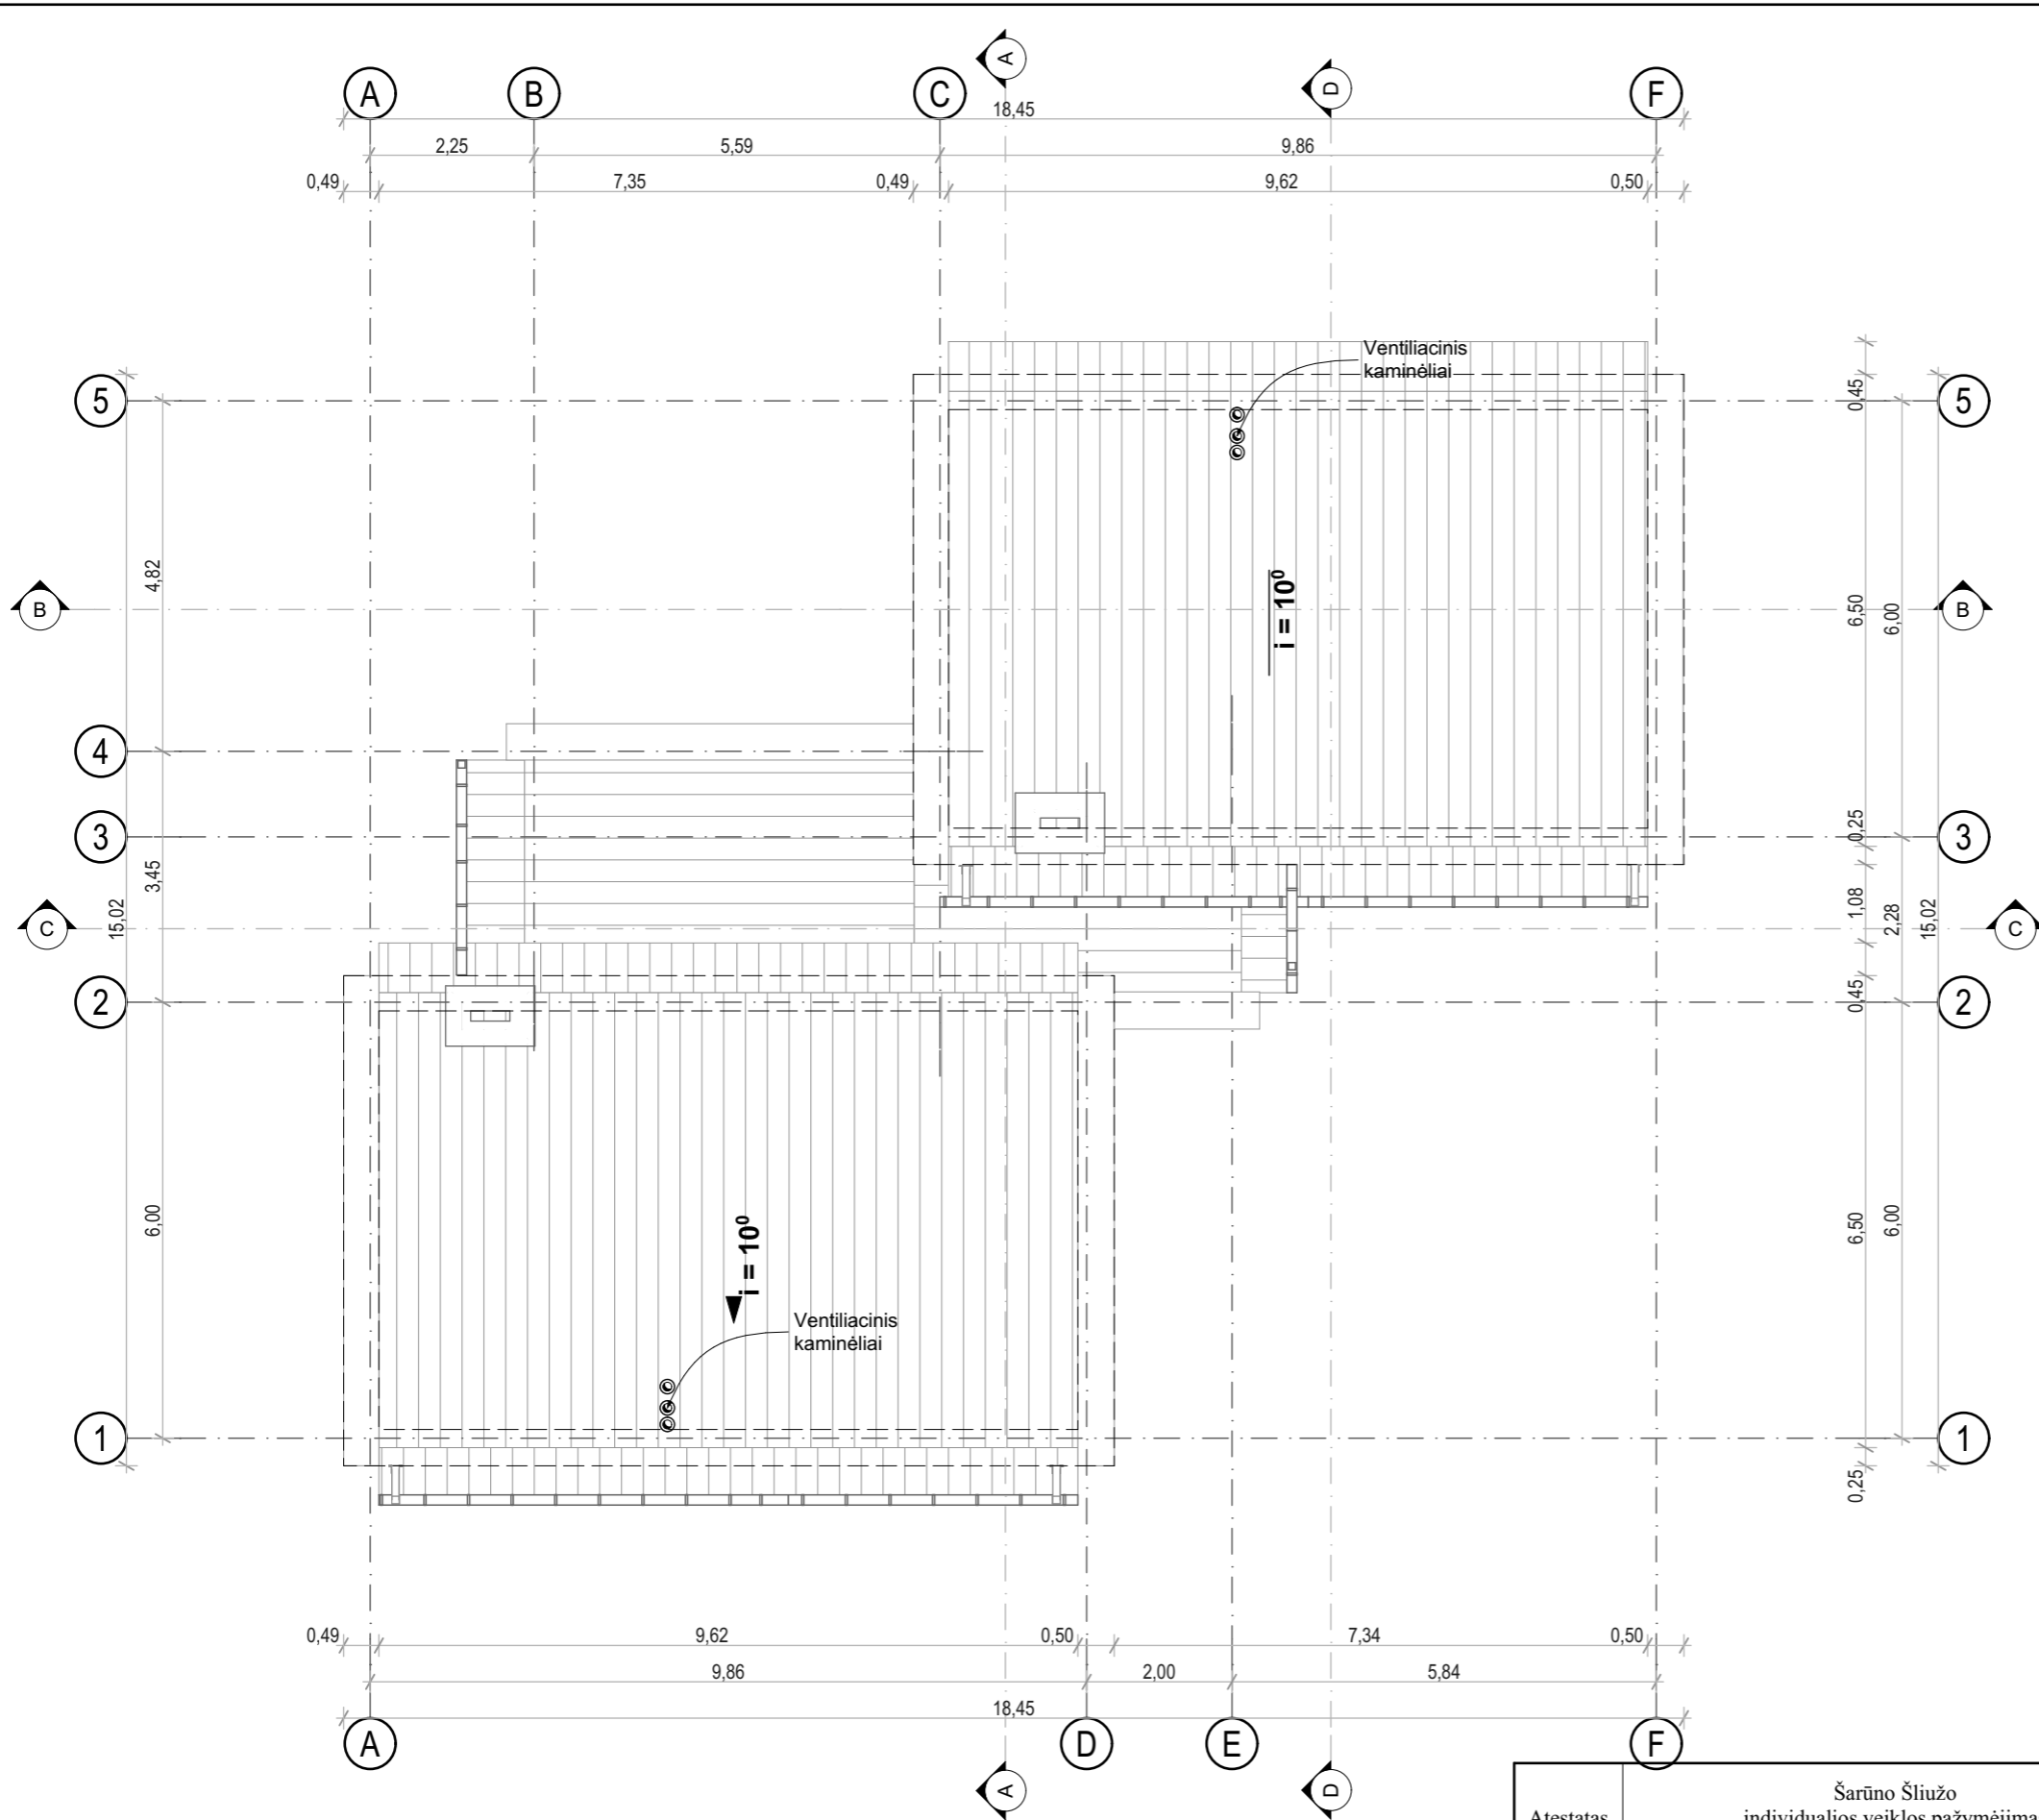 A
B
C
A
D
F
18,45
2,25
5,59
9,86
0,49
7,35
0,49
9,62
0,50
Ventiliacinis
kaminėliai
5
0,45
5
4,82
i = 10⁰
B
6,50
6,00
B
4
3
0,25
3
3,45
15,02
1,08
2,28
15,02
C
C
2
0,45
2
6,00
i = 10⁰
6,50
6,00
Ventiliacinis
kaminėliai
1
1
0,25
0,49
9,62
0,50
7,34
0,50
9,86
2,00
5,84
18,45
A
D
E
F
A
D
Šarūno Šliužo
Atestatas
individualios veiklos pažymėjima